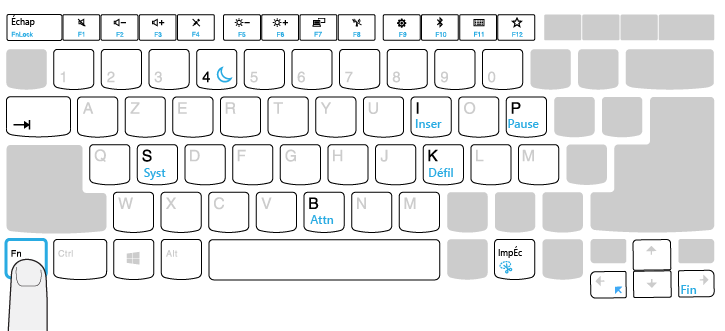 Échap
FnLock F1 F2 F3 F4 F5 F6 F7 F8 F9 F10 F11 F12
1 2 3 4 5 6 7 8 9 0
A Z E R T Y U I O P
Inser Pause
Q S D F G H J K L M
Syst Défil
W X C V B N M
Attn
Fn Ctrl Alt ImpÉc
Fin